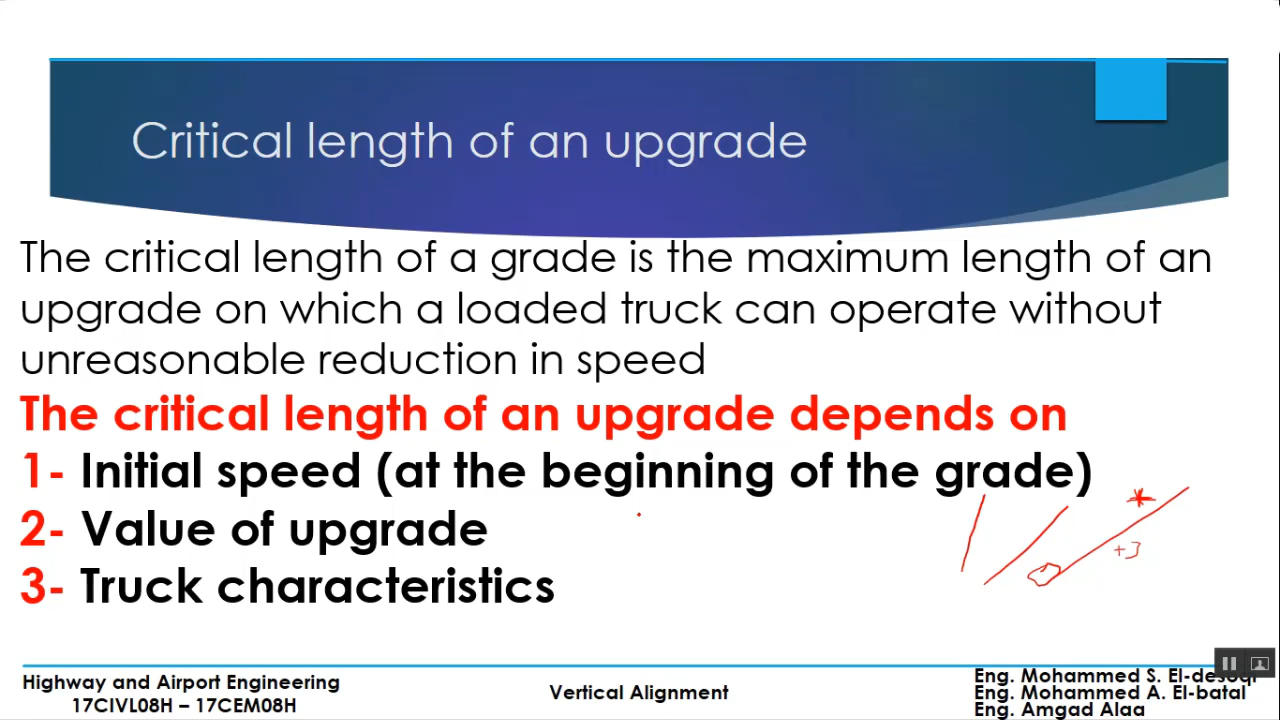 Critical length of an upgrade
The critical length of a grade is the maximum length of an
upgrade on which a loaded truck can operate without
unreasonable reduction in speed
The critical length of an upgrade depends on
1- Initial speed (at the beginning of the grade)
2- Value of upgrade
3- Truck characteristics
+3
Highway and Airport Engineering
17CIVL08H – 17CEM08H
Vertical Alignment
Eng. Mohammed S. El-desuqi
Eng. Mohammed A. El-batal
Eng. Amgad Alaa